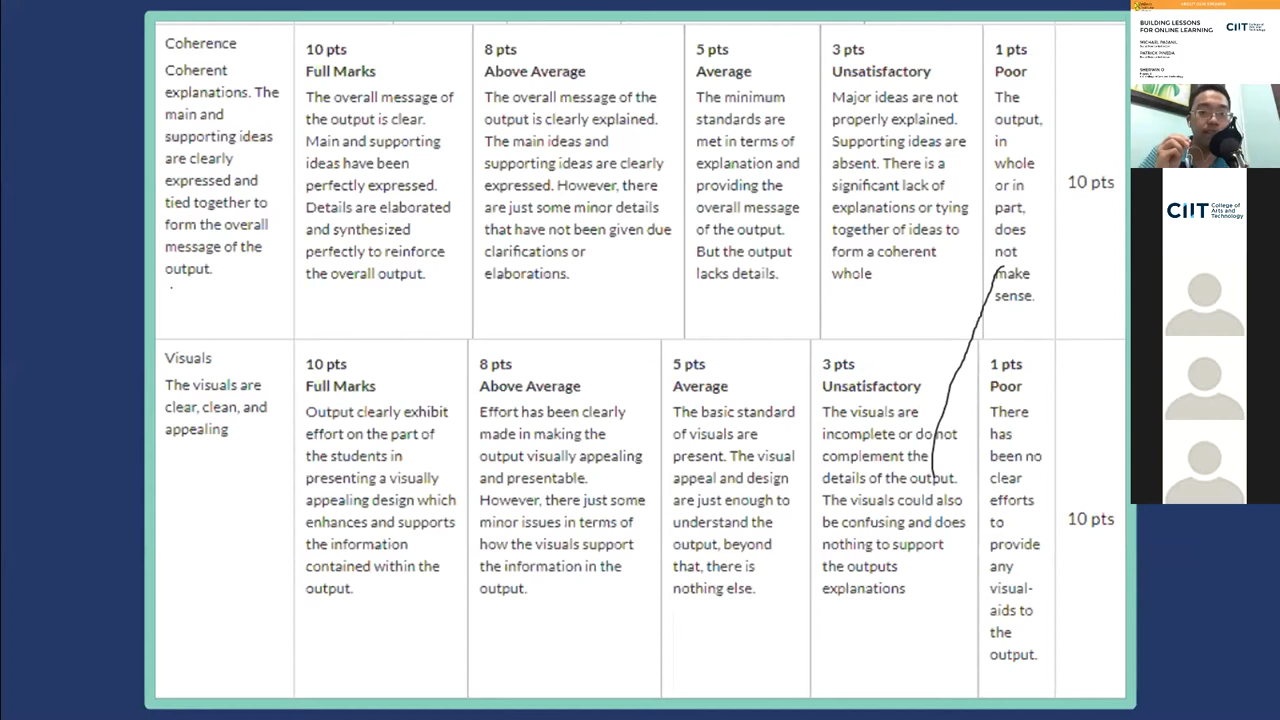 Coherence
Coherent
explanations. The
main and
supporting ideas
are clearly
expressed and
tied together to
form the overall
message of the
output.
10 pts
Full Marks
The overall message of
the output is clear.
Main and supporting
ideas have been
perfectly expressed.
Details are elaborated
and synthesized
perfectly to reinforce
the overall output.
8 pts
Above Average
The overall message of the
output is clearly explained.
The main ideas and
supporting ideas are clearly
expressed. However, there
are just some minor details
that have not been given due
clarifications or
elaborations.
5 pts
Average
The minimum
standards are
met in terms of
explanation and
providing the
overall message
of the output.
But the output
lacks details.
3 pts
Unsatisfactory
Major ideas are not
properly explained.
Supporting ideas are
absent. There is a
significant lack of
explanations or tying
together of ideas to
form a coherent
whole
1 pts
Poor
The
output,
in
whole
or in
part,
does
not
make
sense.
10 pts
Visuals
The visuals are
clear, clean, and
appealing
10 pts
Full Marks
Output clearly exhibit
effort on the part of
the students in
presenting a visually
appealing design which
enhances and supports
the information
contained within the
output.
8 pts
Above Average
Effort has been clearly
made in making the
output visually appealing
and presentable.
However, there just some
minor issues in terms of
how the visuals support
the information in the
output.
5 pts
Average
The basic standard
of visuals are
present. The visual
appeal and design
are just enough to
understand the
output, beyond
that, there is
nothing else.
3 pts
Unsatisfactory
The visuals are
incomplete or do not
complement the
details of the output.
The visuals could also
be confusing and does
nothing to support
the outputs
explanations
1 pts
Poor
There
has
been no
clear
efforts
to
provide
any
visual-
aids to
the
output.
10 pts
ABOUT OUR SPEAKER
BUILDING LESSONS
FOR ONLINE LEARNING
CIIT College of
Arts and
Technology
PATRICK PINEDA
CIIT College of
Arts and
Technology